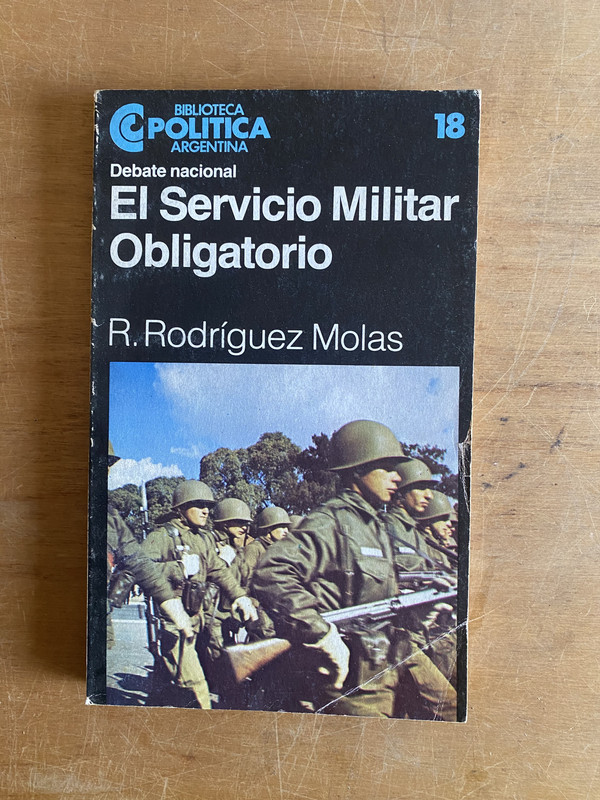 BIBLIOTECA
POLITICA
ARGENTINA
18
Debate nacional
El Servicio Militar
Obligatorio
R. Rodríguez Molas